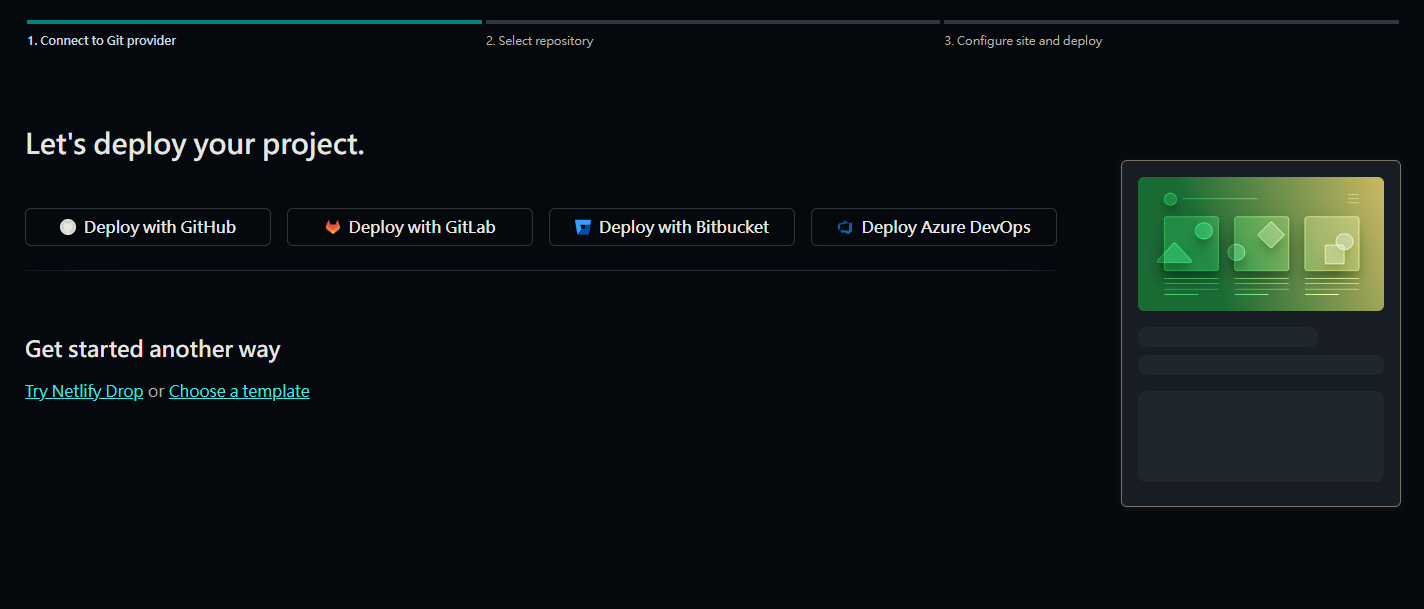 1. Connect to Git provider
2. Select repository
3. Configure site and deploy
Let's deploy your project.
Deploy with GitHub
Deploy with GitLab
Deploy with Bitbucket
Deploy Azure DevOps
Get started another way
Try Netlify Drop or Choose a template